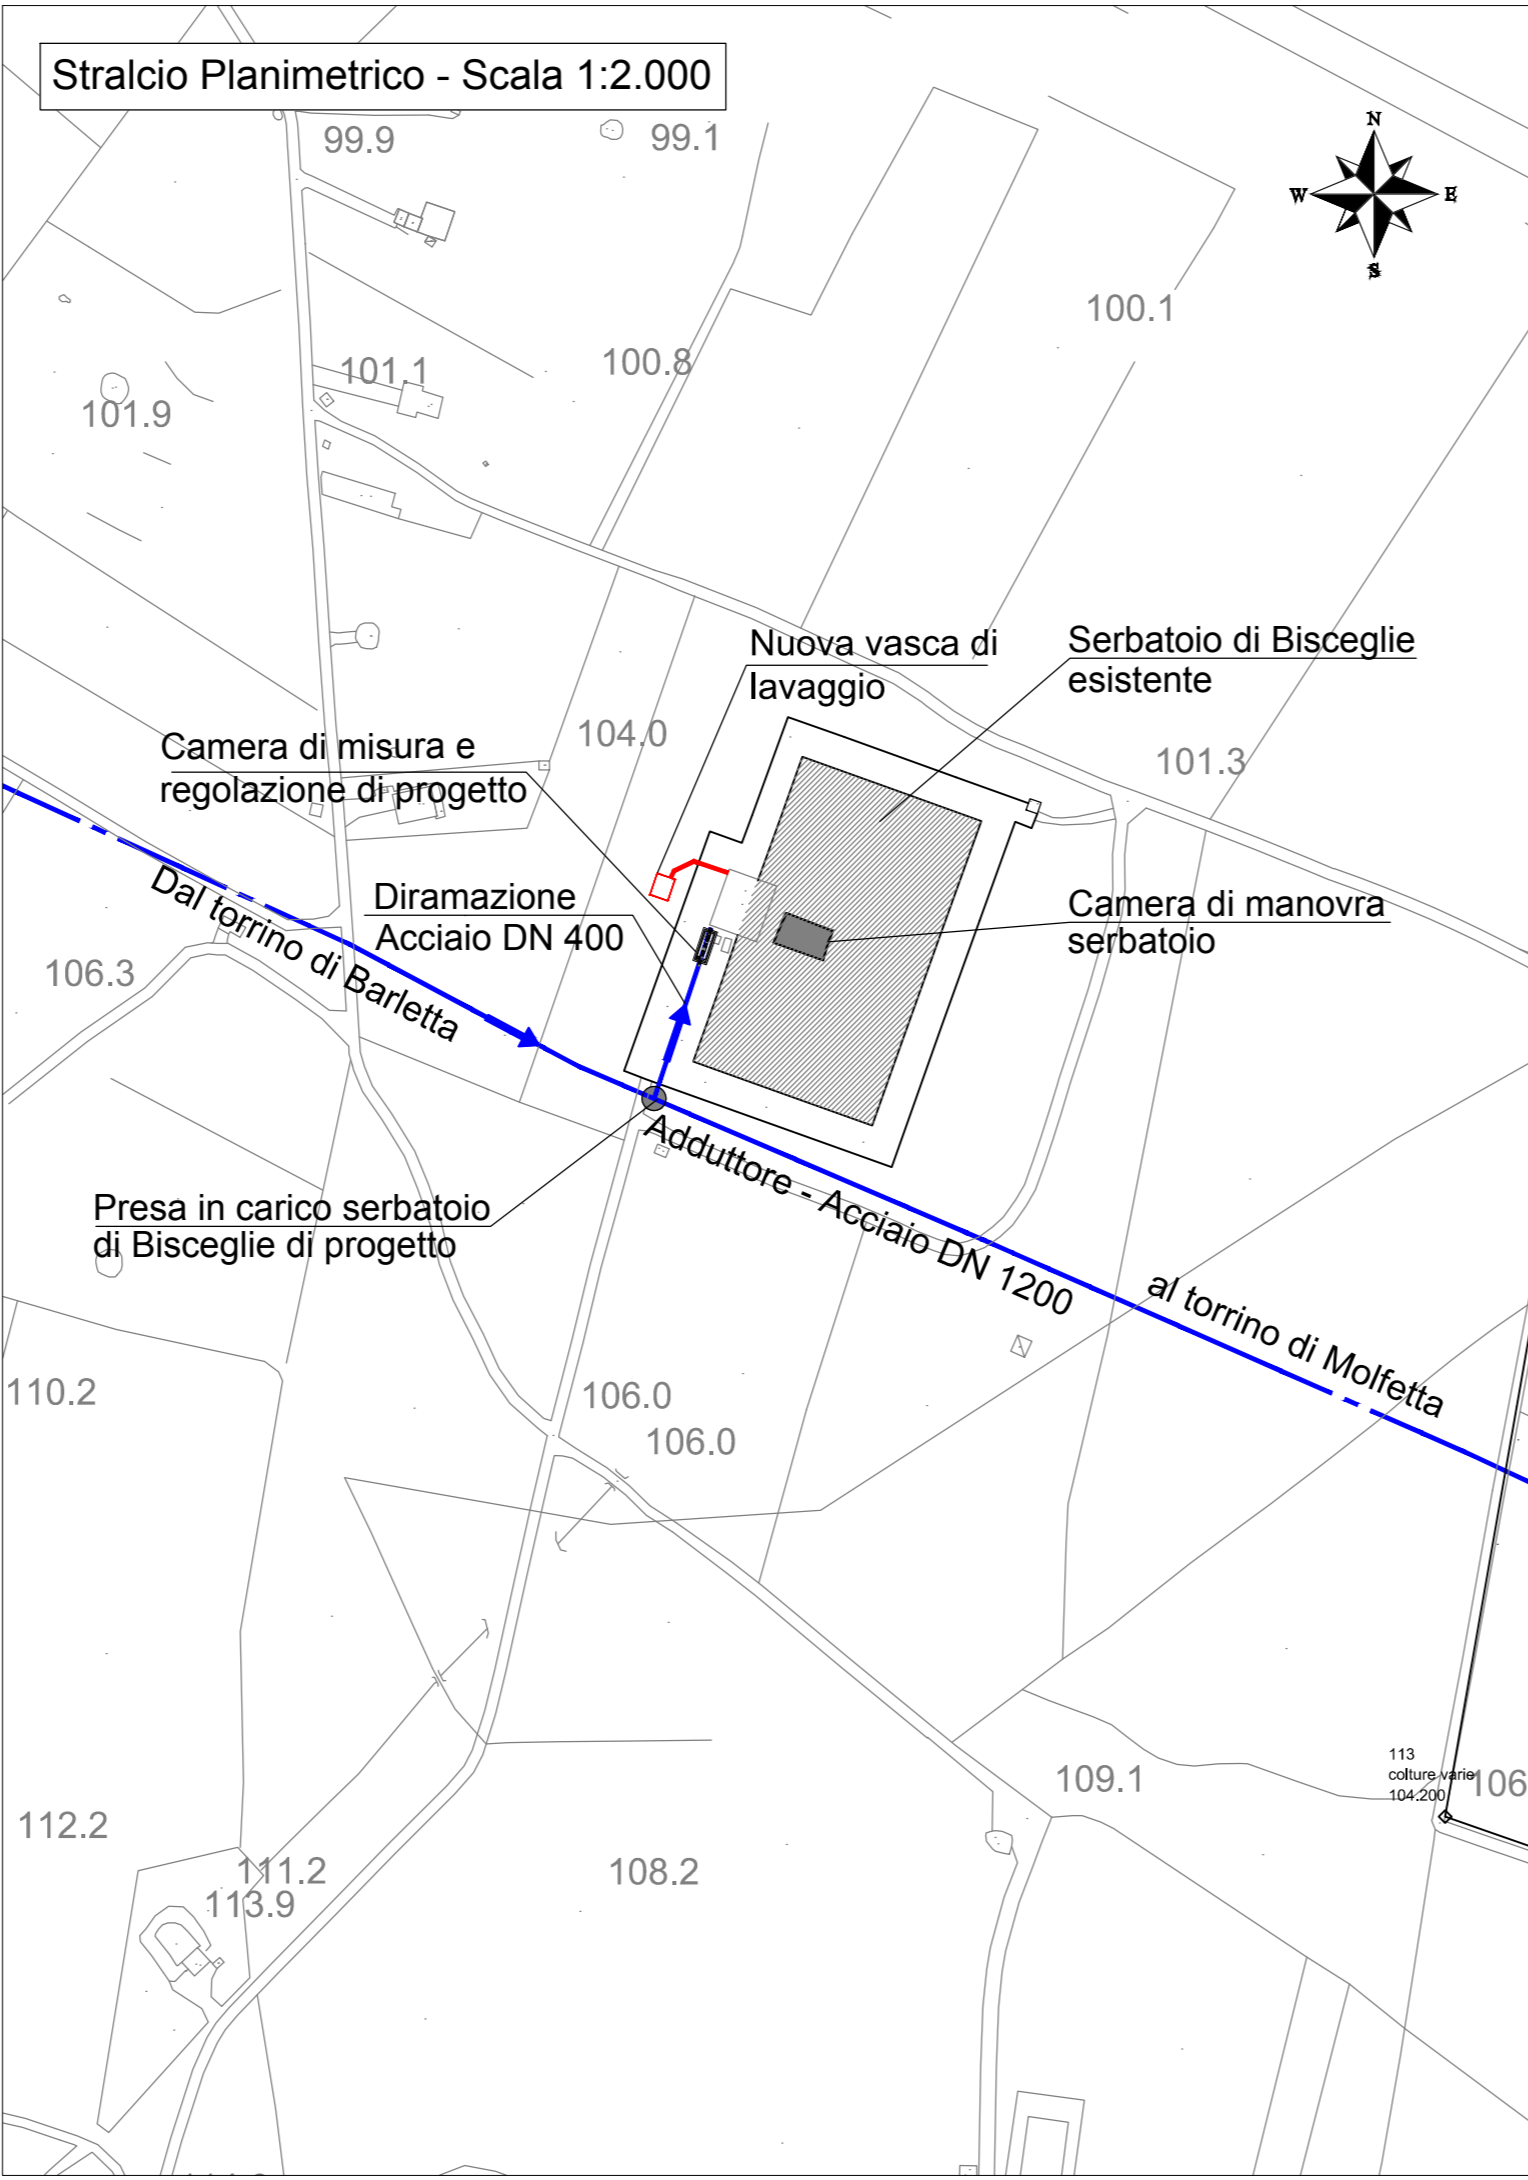 Stralcio Planimetrico - Scala 1:2.000
N
W
E
S
99.9
99.1
100.1
101.1
100.8
101.9
Nuova vasca di
lavaggio
Serbatoio di Bisceglie
esistente
104.0
Camera di misura e
regolazione di progetto
101.3
Dal torrino di Barletta
Diramazione
Acciaio DN 400
Camera di manovra
serbatoio
106.3
Adduttore - Acciaio DN 1200
Presa in carico serbatoio
di Bisceglie di progetto
al torrino di Molfetta
110.2
106.0
106.0
113
colture varie
104.200
106
109.1
112.2
111.2
113.9
108.2